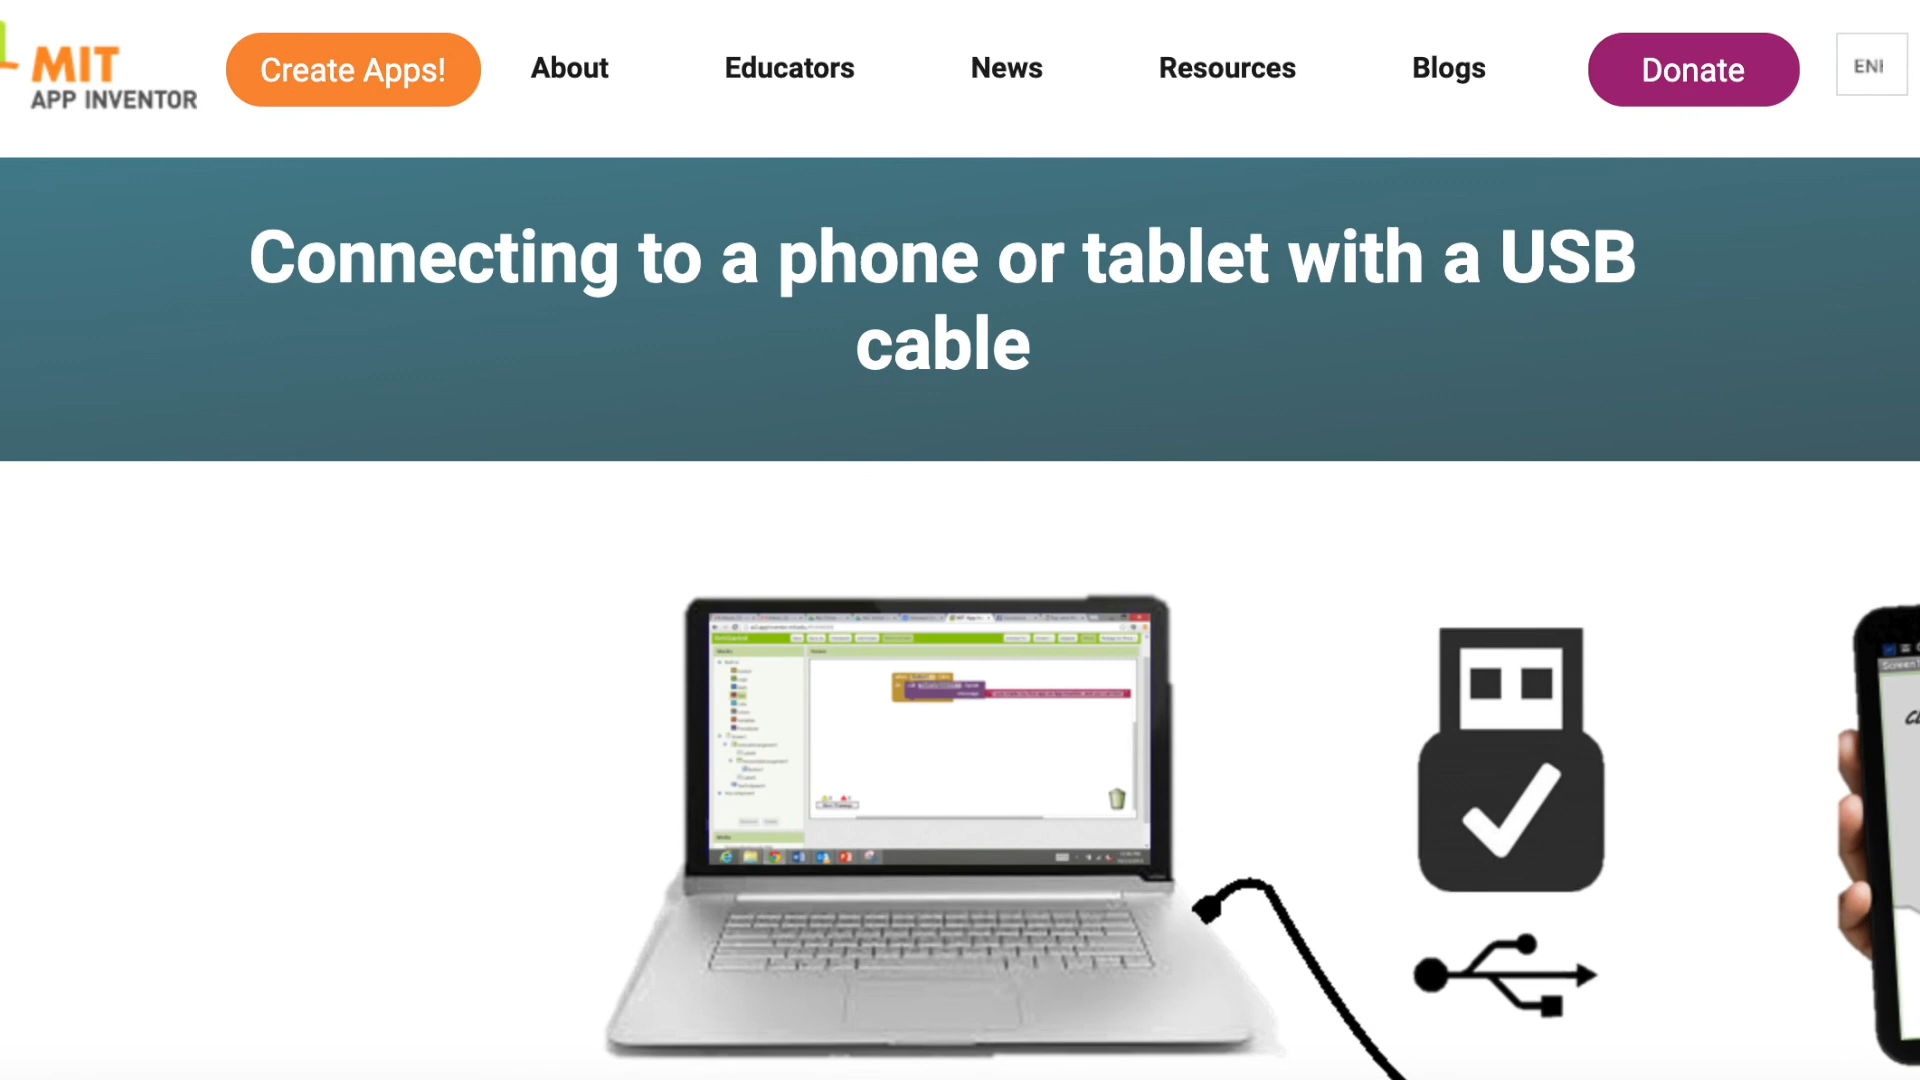 MIT
APP INVENTOR
Create Apps!
About
Educators
News
Resources
Blogs
Donate
Connecting to a phone or tablet with a USB
cable
Screen1